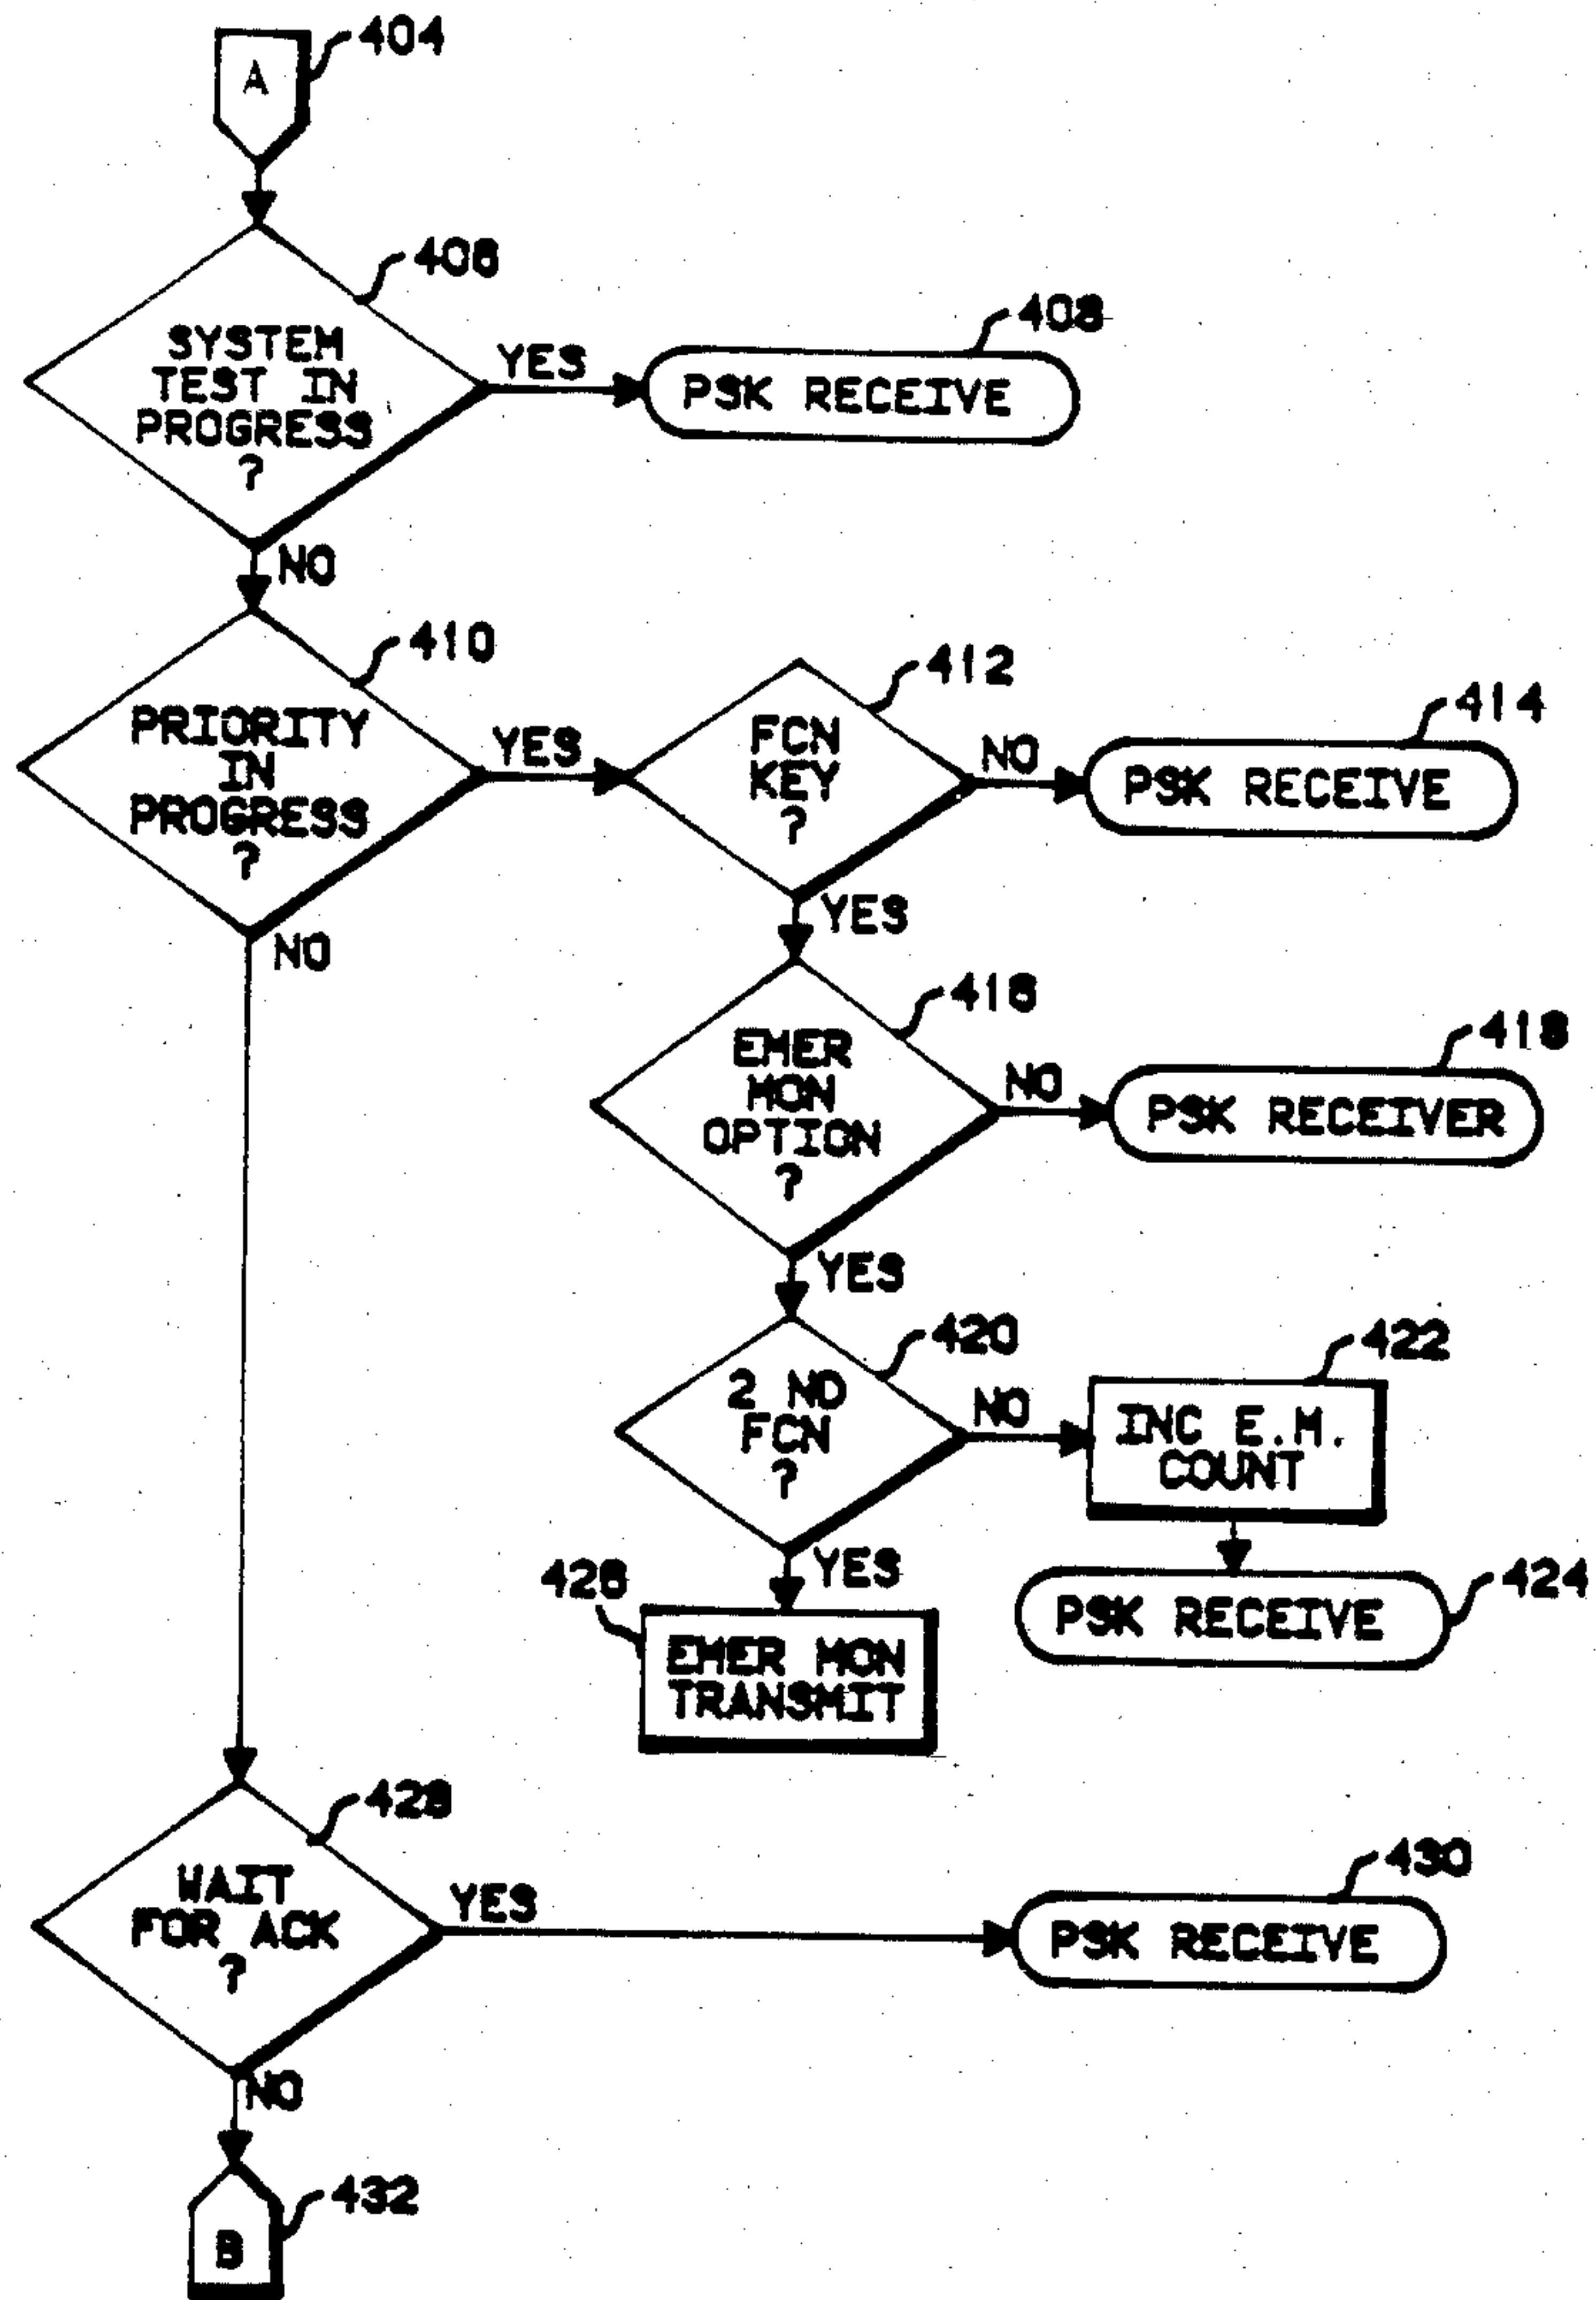 A
404
406
SYSTEM
TEST IN
PROGRESS
?
YES
408
PSK RECEIVE
NO
410
PRIORITY
IN
PROGRESS
?
YES
412
FCN
KEY
?
NO
414
PSK RECEIVE
YES
NO
416
EMER
MON
OPTION
?
NO
418
PSK RECEIVER
YES
420
2 ND
FCN
?
NO
422
INC E.M.
COUNT
YES
426
EMER MON
TRANSMIT
PSK RECEIVE
424
428
WAIT
FOR ACK
?
YES
430
PSK RECEIVE
NO
432
B